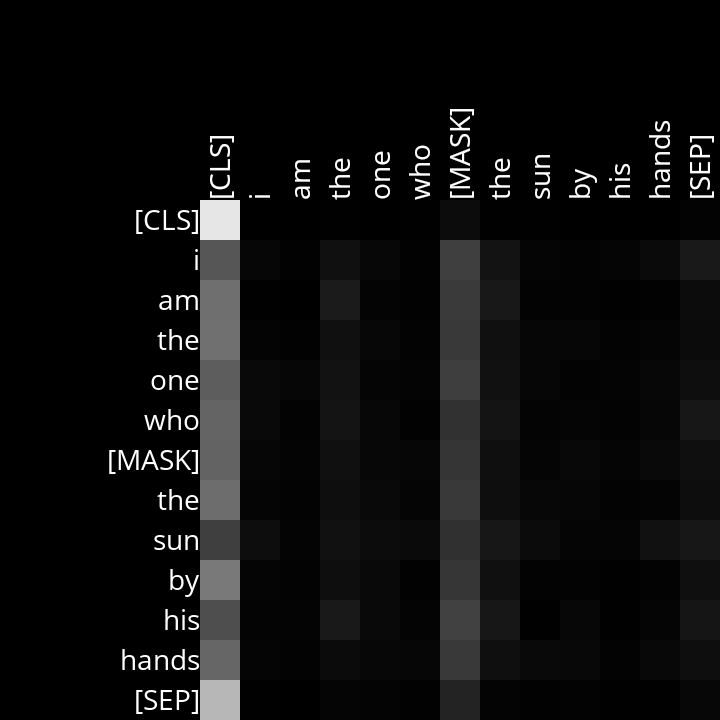 [CLS] i am the one who [MASK] the sun by his hands [SEP]
[CLS]
i
am
the
one
who
[MASK]
the
sun
by
his
hands
[SEP]